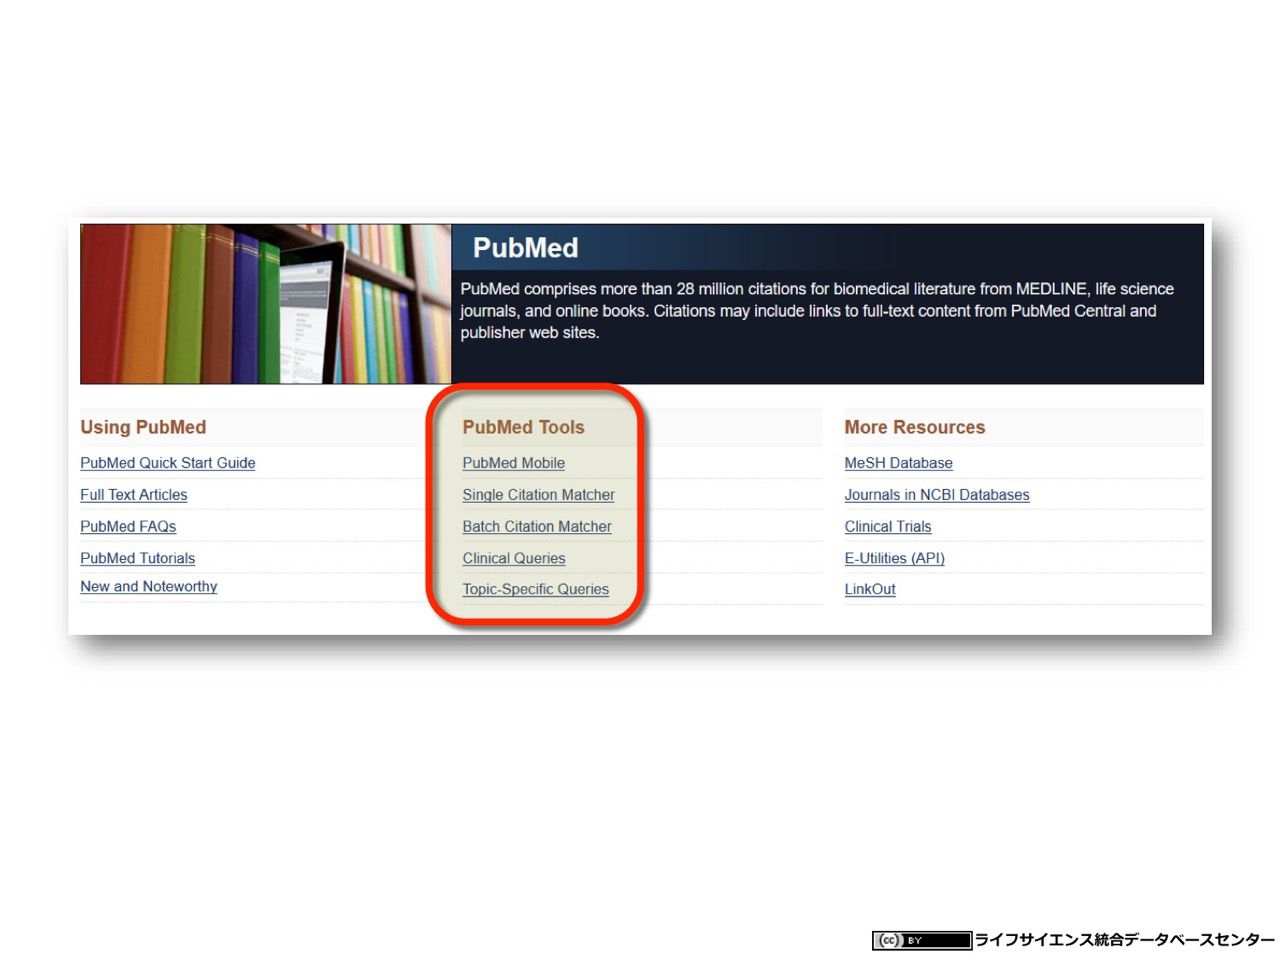 PubMed
PubMed comprises more than 28 million citations for biomedical literature from MEDLINE, life science
journals, and online books. Citations may include links to full-text content from PubMed Central and
publisher web sites.
Using PubMed
PubMed Quick Start Guide
Full Text Articles
PubMed FAQs
PubMed Tutorials
New and Noteworthy
PubMed Tools
PubMed Mobile
Single Citation Matcher
Batch Citation Matcher
Clinical Queries
Topic-Specific Queries
More Resources
MeSH Database
Journals in NCBI Databases
Clinical Trials
E-Utilities (API)
LinkOut
cc BY ライフサイエンス統合データベースセンター